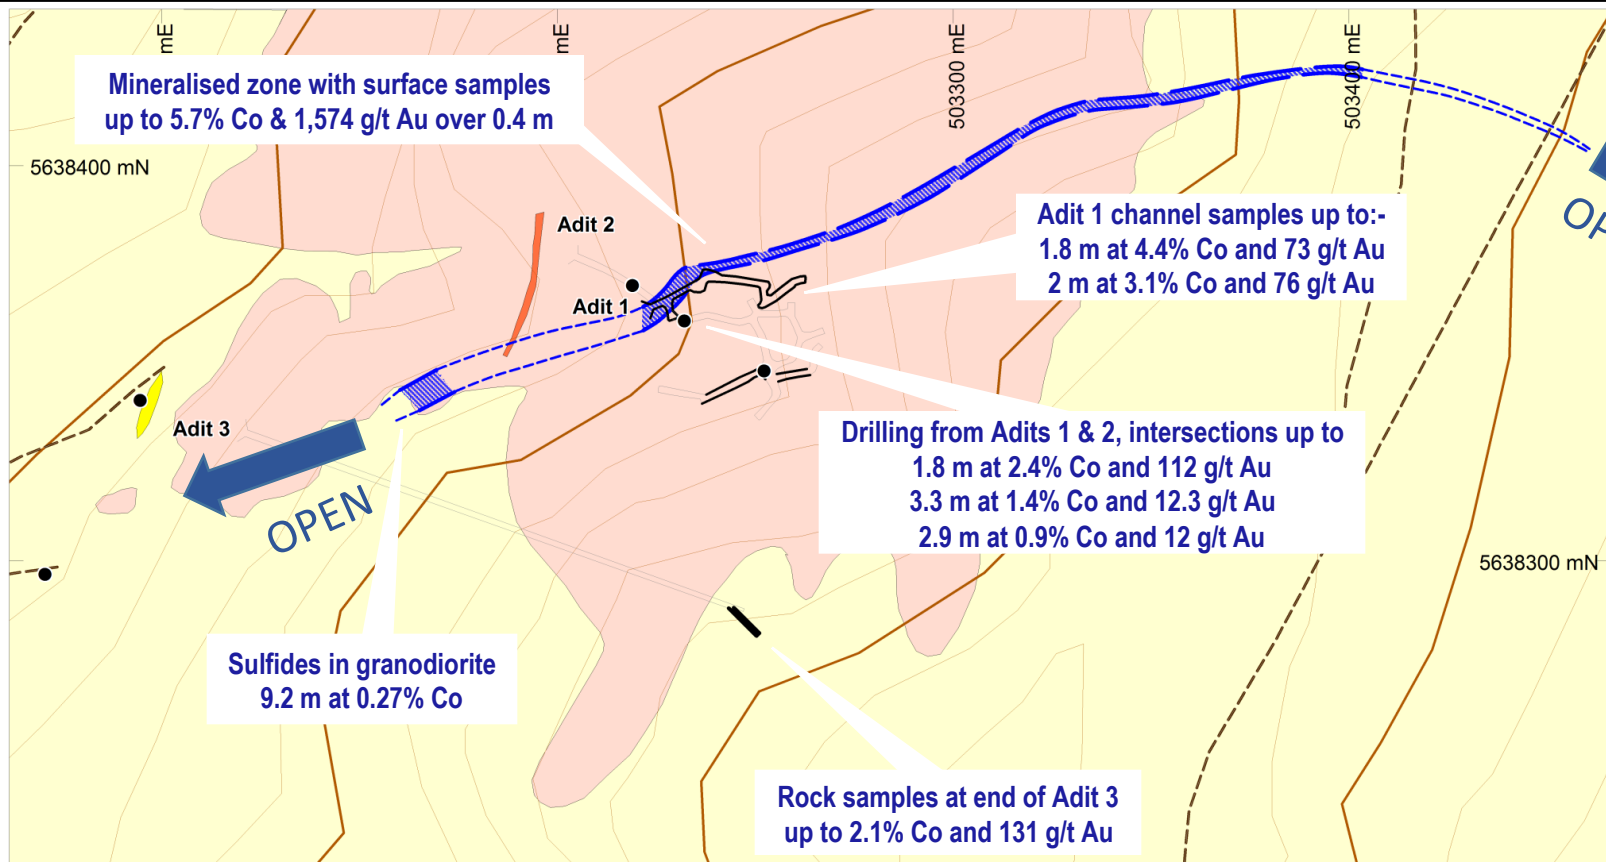 mE
mE
503300 mE
503400 mE
Mineralised zone with surface samples
up to 5.7% Co & 1,574 g/t Au over 0.4 m
5638400 mN
Adit 2
Adit 1 channel samples up to:-
1.8 m at 4.4% Co and 73 g/t Au
2 m at 3.1% Co and 76 g/t Au
Adit 1
Adit 3
OPEN
Drilling from Adits 1 & 2, intersections up to
1.8 m at 2.4% Co and 112 g/t Au
3.3 m at 1.4% Co and 12.3 g/t Au
2.9 m at 0.9% Co and 12 g/t Au
5638300 mN
Sulfides in granodiorite
9.2 m at 0.27% Co
Rock samples at end of Adit 3
up to 2.1% Co and 131 g/t Au